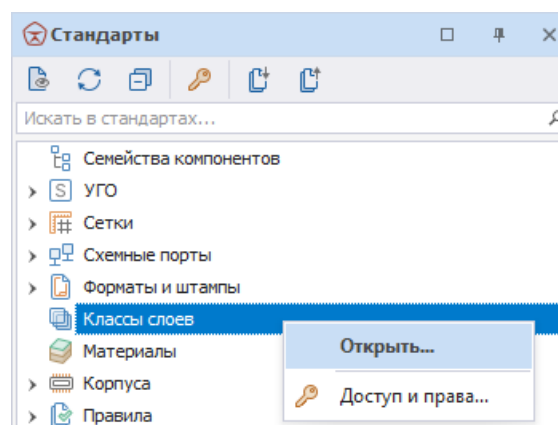 Стандарты
Искать в стандартах...
Семейства компонентов
S УГО
Сетки
Схемные порты
Форматы и штампы
Классы слоев
Открыть...
Материалы
Доступ и права...
Корпуса
Правила